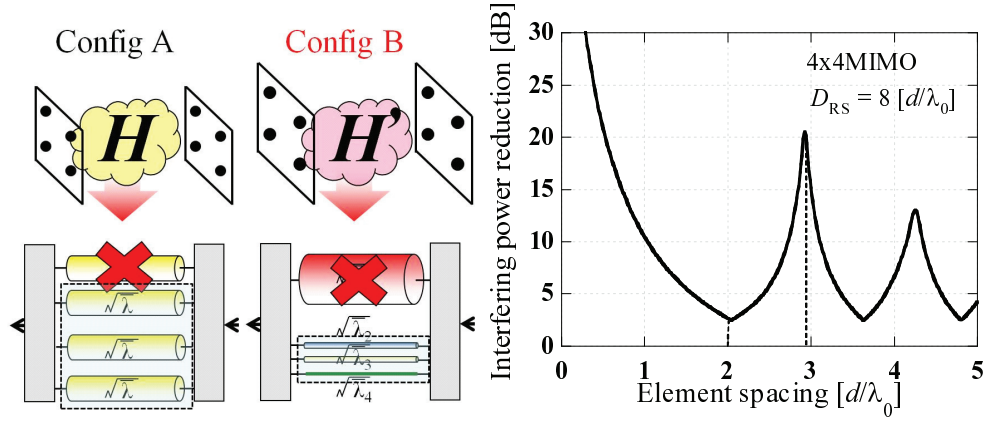 Config A
Config B
H
H'
√λ
√λ
√λ
√λ₂
√λ₃
√λ₄
Interfering power reduction [dB]
30
25
20
15
10
5
0
4x4MIMO
D_RS = 8 [d/λ₀]
0
1
2
3
4
5
Element spacing [d/λ₀]